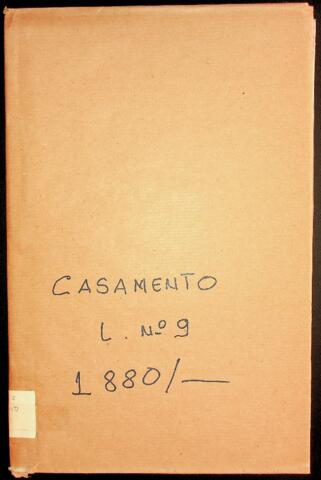 CASAMENTO
L. Nº 9
1880/—